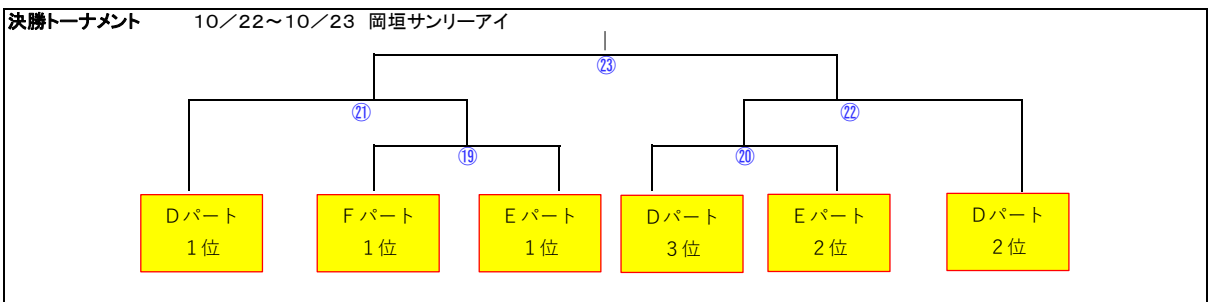 決勝トーナメント　　10／22～10／23　岡垣サンリーアイ
㉓
㉑
㉒
⑲
⑳
Dパート
1位
Fパート
1位
Eパート
1位
Dパート
3位
Eパート
2位
Dパート
2位